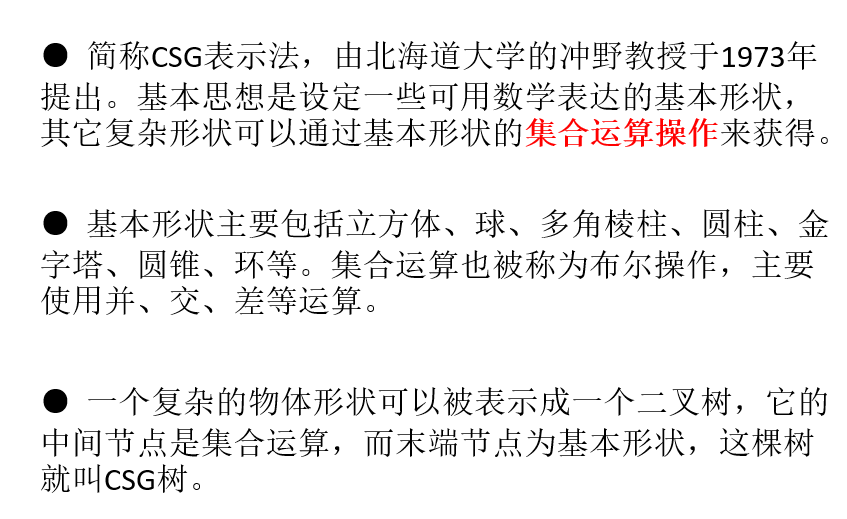 ● 简称CSG表示法，由北海道大学的冲野教授于1973年
提出。基本思想是设定一些可用数学表达的基本形状，
其它复杂形状可以通过基本形状的集合运算操作来获得。
● 基本形状主要包括立方体、球、多角棱柱、圆柱、金
字塔、圆锥、环等。集合运算也被称为布尔操作，主要
使用并、交、差等运算。
● 一个复杂的物体形状可以被表示成一个二叉树，它的
中间节点是集合运算，而末端节点为基本形状，这棵树
就叫CSG树。